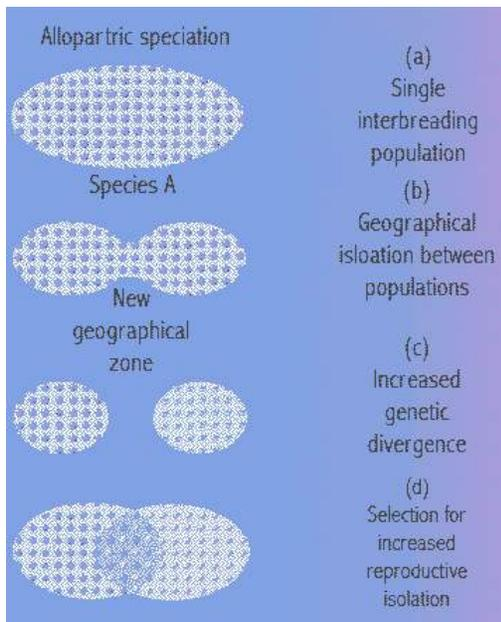 Allopartric speciation
Species A
New
geographical
zone
(a)
Single
interbreading
population
(b)
Geographical
isloation between
populations
(c)
Increased
genetic
divergence
(d)
Selection for
increased
reproductive
isolation